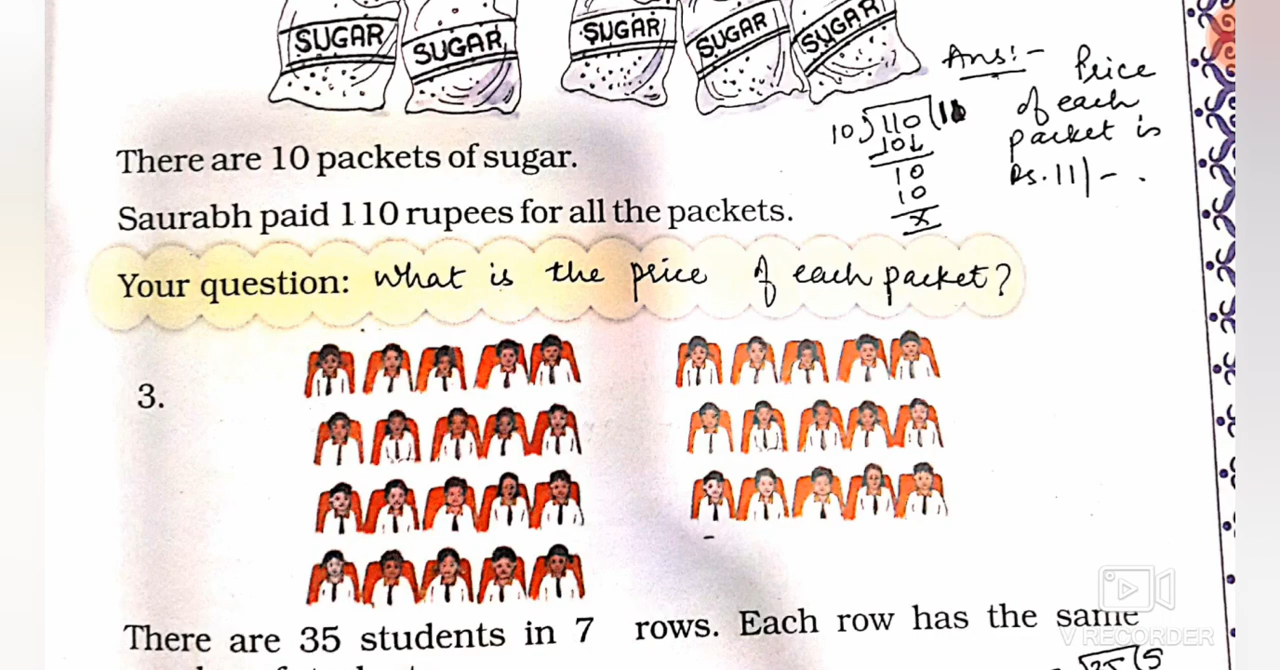 SUGAR SUGAR SUGAR SUGAR SUGAR
Ans:- Price
of each
packet is
Rs. 11/- .
10)110(11
10↓
10
10
x
There are 10 packets of sugar.
Saurabh paid 110 rupees for all the packets.
Your question: What is the price of each packet?
3.
There are 35 students in 7 rows. Each row has the same
35(5
V RECORDER